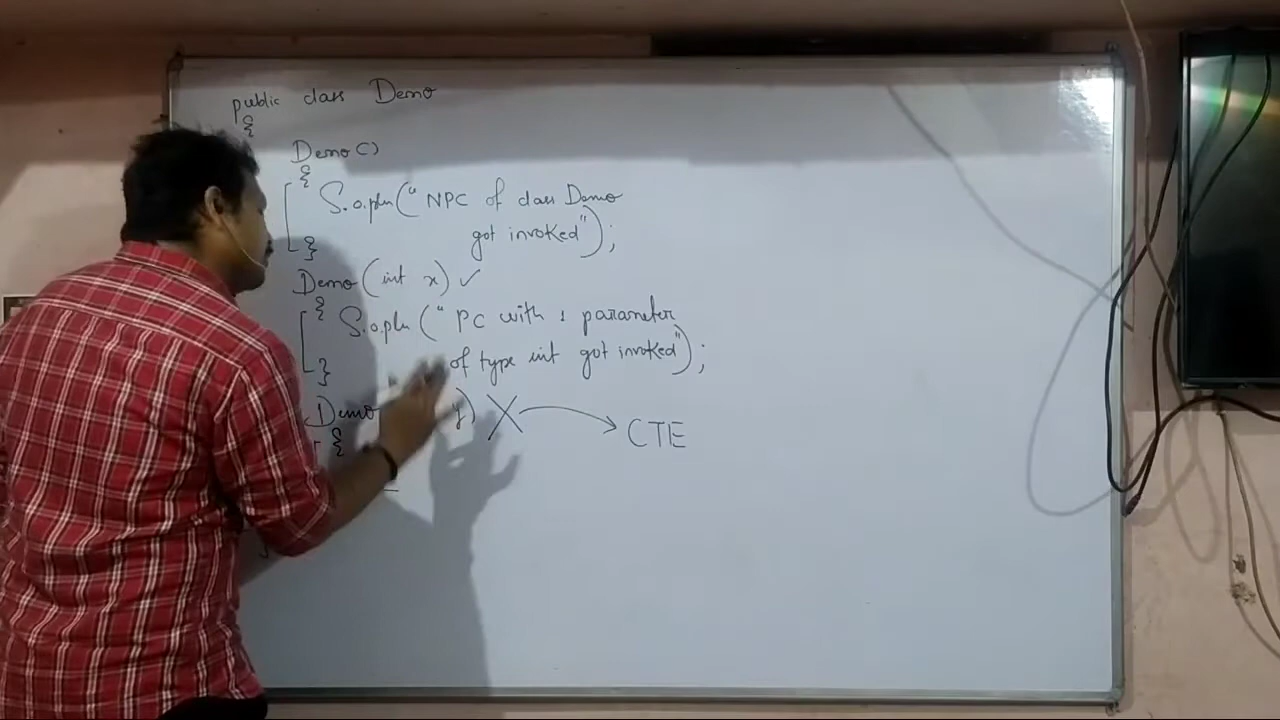 public class Demo
{
Demo()
{
S.o.pln(" NPC of class Demo
got invoked");
}
Demo(int x) ✓
{
S.o.pln(" PC with 1 parameter
of type int got invoked");
}
Demo y) X → CTE
{